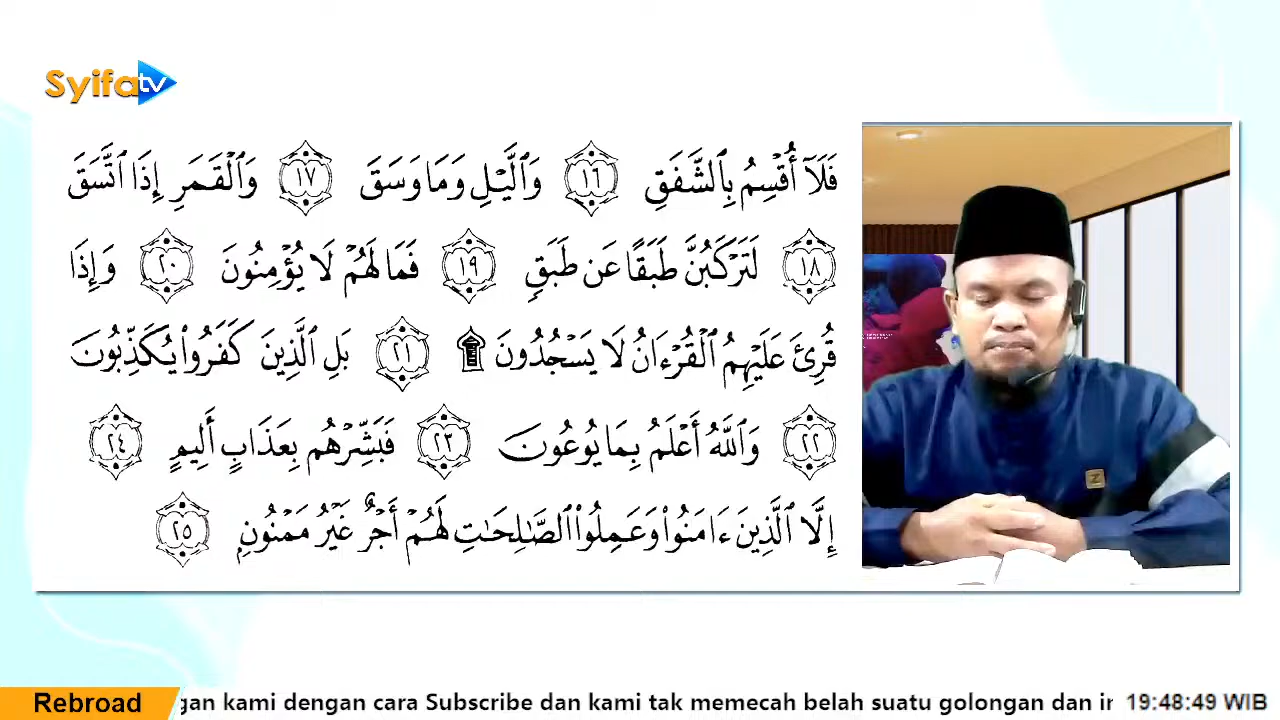 Syifa tv
فَلَآ أُقْسِمُ بِٱلشَّفَقِ ١٦ وَٱلَّيْلِ وَمَا وَسَقَ ١٧ وَٱلْقَمَرِ إِذَا ٱتَّسَقَ
١٨ لَتَرْكَبُنَّ طَبَقًا عَن طَبَقٍ ١٩ فَمَا لَهُمْ لَا يُؤْمِنُونَ ٢٠ وَإِذَا
قُرِئَ عَلَيْهِمُ ٱلْقُرْءَانُ لَا يَسْجُدُونَ ۩ ٢١ بَلِ ٱلَّذِينَ كَفَرُوا۟ يُكَذِّبُونَ
٢٢ وَٱللَّهُ أَعْلَمُ بِمَا يُوعُونَ ٢٣ فَبَشِّرْهُم بِعَذَابٍ أَلِيمٍ ٢٤
إِلَّا ٱلَّذِينَ ءَامَنُوا۟ وَعَمِلُوا۟ ٱلصَّٰلِحَٰتِ لَهُمْ أَجْرٌ غَيْرُ مَمْنُونٍۭ ٢٥
Rebroad gan kami dengan cara Subscribe dan kami tak memecah belah suatu golongan dan ir 19:48:49 WIB